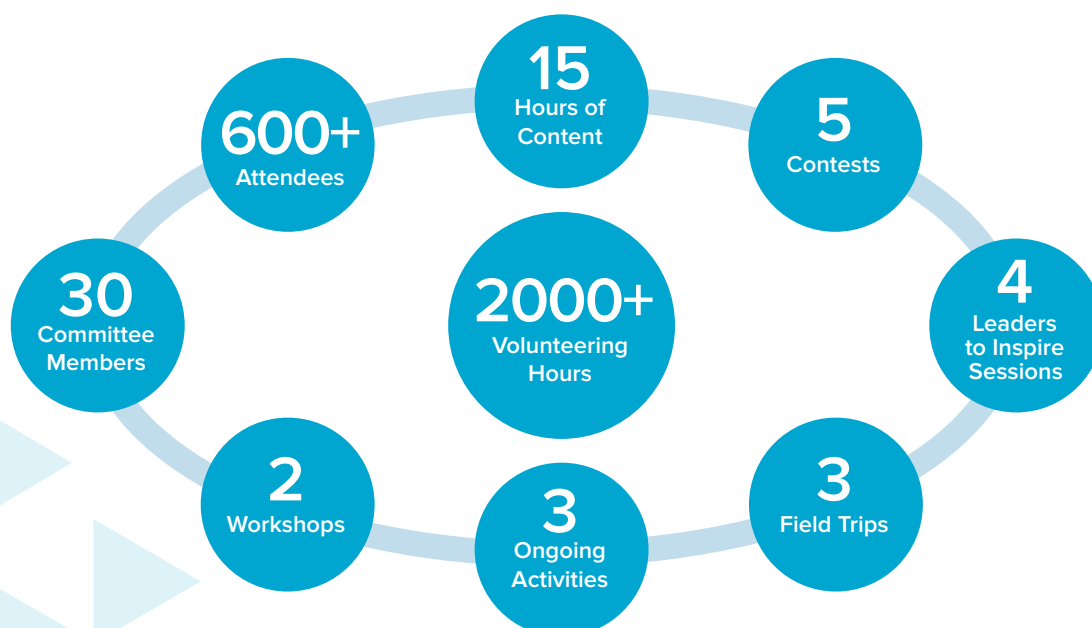 15
Hours of
Content
600+
Attendees
5
Contests
30
Committee
Members
2000+
Volunteering
Hours
4
Leaders
to Inspire
Sessions
2
Workshops
3
Ongoing
Activities
3
Field Trips